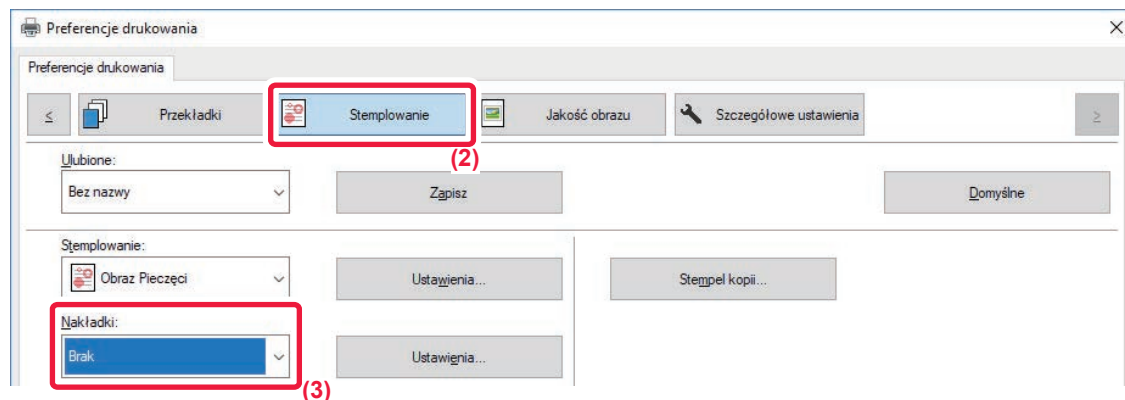 Preferencje drukowania
Preferencje drukowania
≤ Przekładki Stemplowanie Jakość obrazu Szczegółowe ustawienia ≥
(2)
Ulubione:
Bez nazwy Zapisz Domyślne
Stemplowanie:
Obraz Pieczęci Ustawienia... Stempel kopii...
Nakładki:
Brak Ustawienia...
(3)